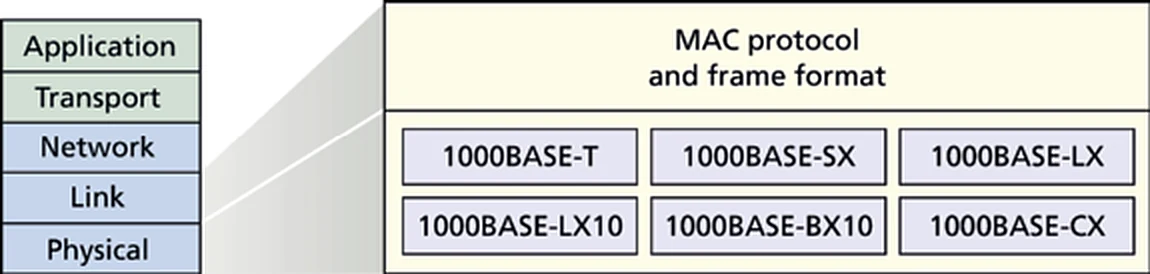 Application
Transport
Network
Link
Physical
MAC protocol
and frame format
1000BASE-T
1000BASE-SX
1000BASE-LX
1000BASE-LX10
1000BASE-BX10
1000BASE-CX